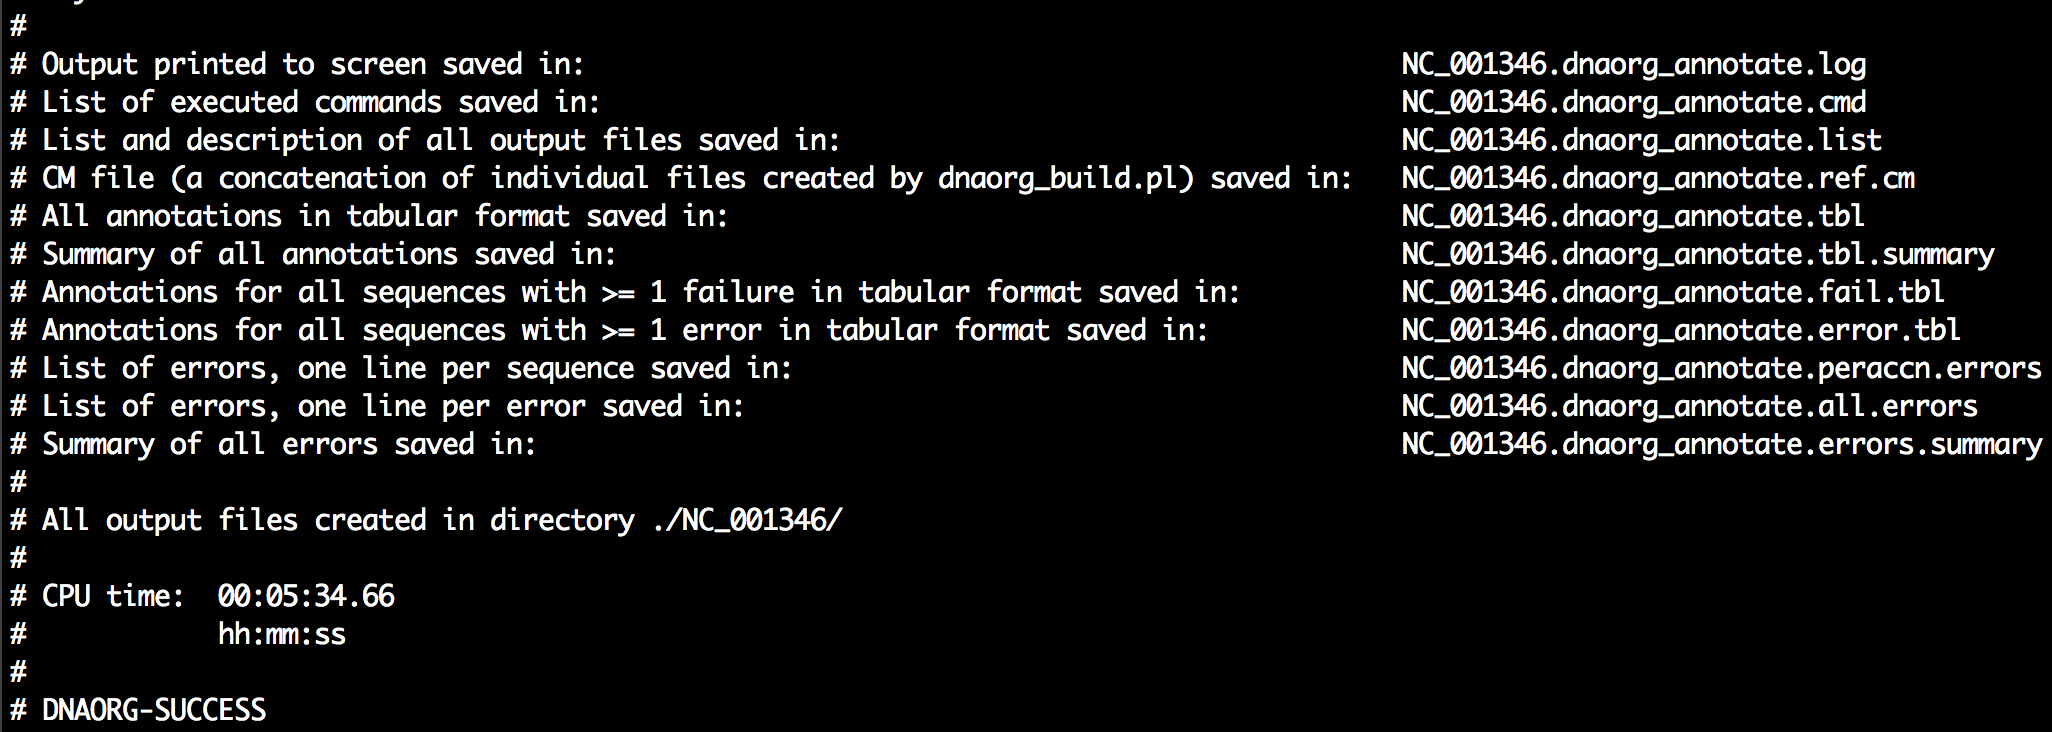 #
# Output printed to screen saved in: NC_001346.dnaorg_annotate.log
# List of executed commands saved in: NC_001346.dnaorg_annotate.cmd
# List and description of all output files saved in: NC_001346.dnaorg_annotate.list
# CM file (a concatenation of individual files created by dnaorg_build.pl) saved in: NC_001346.dnaorg_annotate.ref.cm
# All annotations in tabular format saved in: NC_001346.dnaorg_annotate.tbl
# Summary of all annotations saved in: NC_001346.dnaorg_annotate.tbl.summary
# Annotations for all sequences with >= 1 failure in tabular format saved in: NC_001346.dnaorg_annotate.fail.tbl
# Annotations for all sequences with >= 1 error in tabular format saved in: NC_001346.dnaorg_annotate.error.tbl
# List of errors, one line per sequence saved in: NC_001346.dnaorg_annotate.peraccn.errors
# List of errors, one line per error saved in: NC_001346.dnaorg_annotate.all.errors
# Summary of all errors saved in: NC_001346.dnaorg_annotate.errors.summary
#
# All output files created in directory ./NC_001346/
#
# CPU time: 00:05:34.66
# hh:mm:ss
#
# DNAORG-SUCCESS